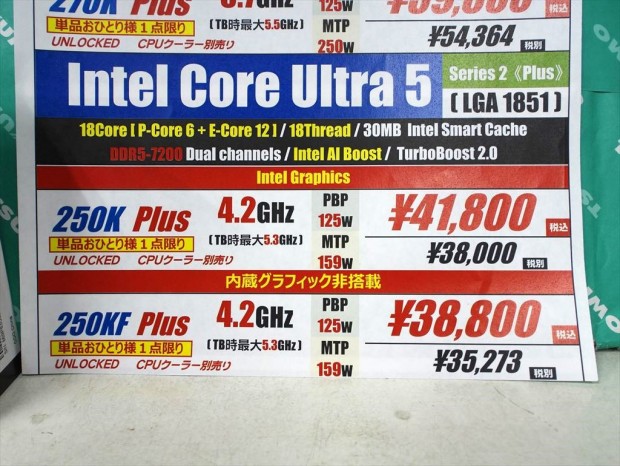 270K Plus
単品おひとり様１点限り
UNLOCKED CPUクーラー別売り
(TB時最大5.5GHz)
125W
MTP
250W
税込
¥54,364 税別
Intel Core Ultra 5
Series 2 《Plus》
( LGA 1851 )
18Core [ P-Core 6 + E-Core 12 ] / 18Thread / 30MB Intel Smart Cache
DDR5-7200 Dual channels / Intel AI Boost / TurboBoost 2.0
Intel Graphics
250K Plus
単品おひとり様１点限り
UNLOCKED CPUクーラー別売り
4.2GHz
(TB時最大5.3GHz)
PBP
125W
MTP
159W
¥41,800 税込
¥38,000 税別
内蔵グラフィック非搭載
250KF Plus
単品おひとり様１点限り
UNLOCKED CPUクーラー別売り
4.2GHz
(TB時最大5.3GHz)
PBP
125W
MTP
159W
¥38,800 税込
¥35,273 税別